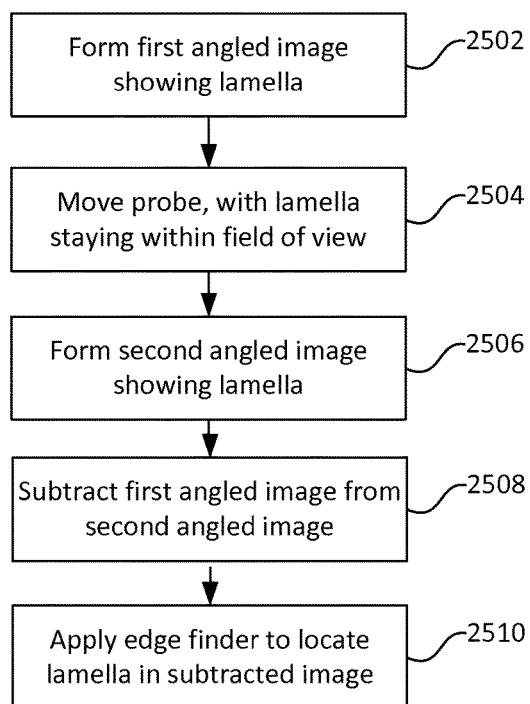 Form first angled image
showing lamella
2502
Move probe, with lamella
staying within field of view
2504
Form second angled image
showing lamella
2506
Subtract first angled image from
second angled image
2508
Apply edge finder to locate
lamella in subtracted image
2510